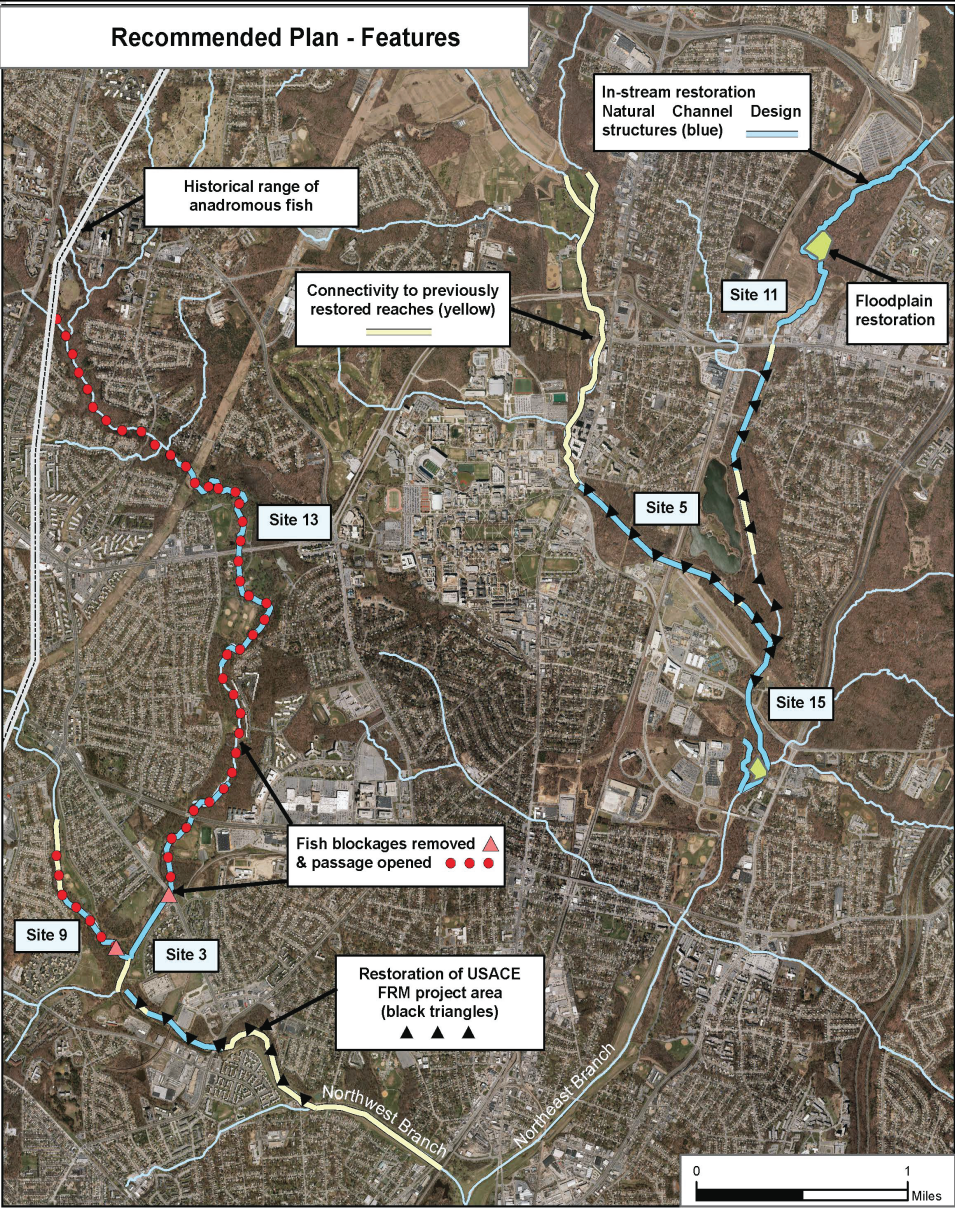 Recommended Plan - Features
In-stream restoration
Natural Channel Design
structures (blue)
Historical range of
anadromous fish
Connectivity to previously
restored reaches (yellow)
Site 11
Floodplain
restoration
Site 13
Site 5
Site 15
Fish blockages removed
& passage opened
Site 9
Site 3
Restoration of USACE
FRM project area
(black triangles)
Northwest Branch
Northeast Branch
0 1
Miles